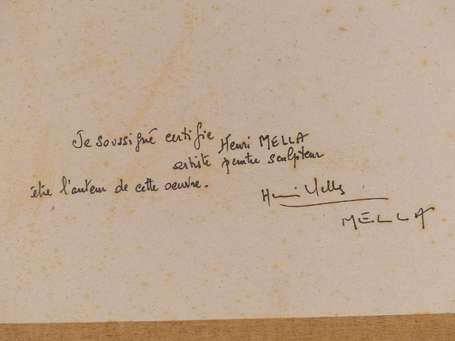 Je soussigné certifie Henri MELLA
artiste peintre sculpteur
être l'auteur de cette oeuvre.
Henri Mella
MELLA